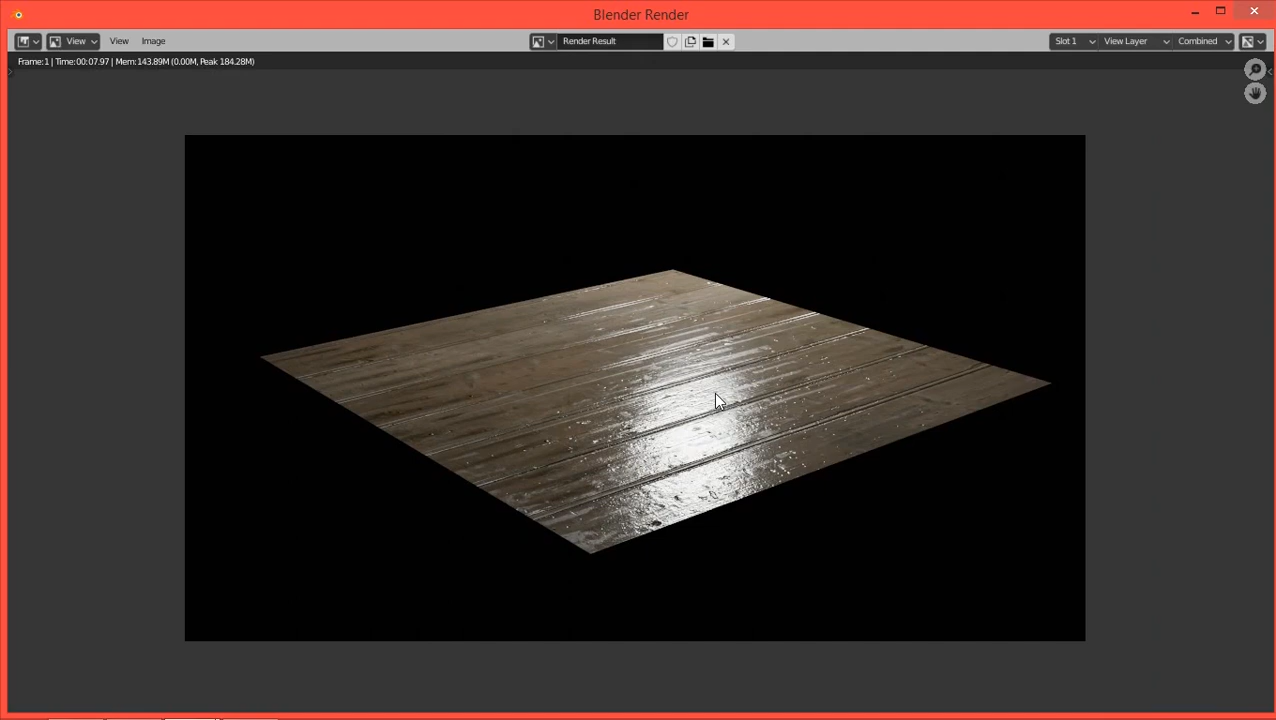 Blender Render
View View Image Render Result Slot 1 View Layer Combined
Frame:1 | Time:00:07.97 | Mem:143.89M (0.00M, Peak 184.28M)